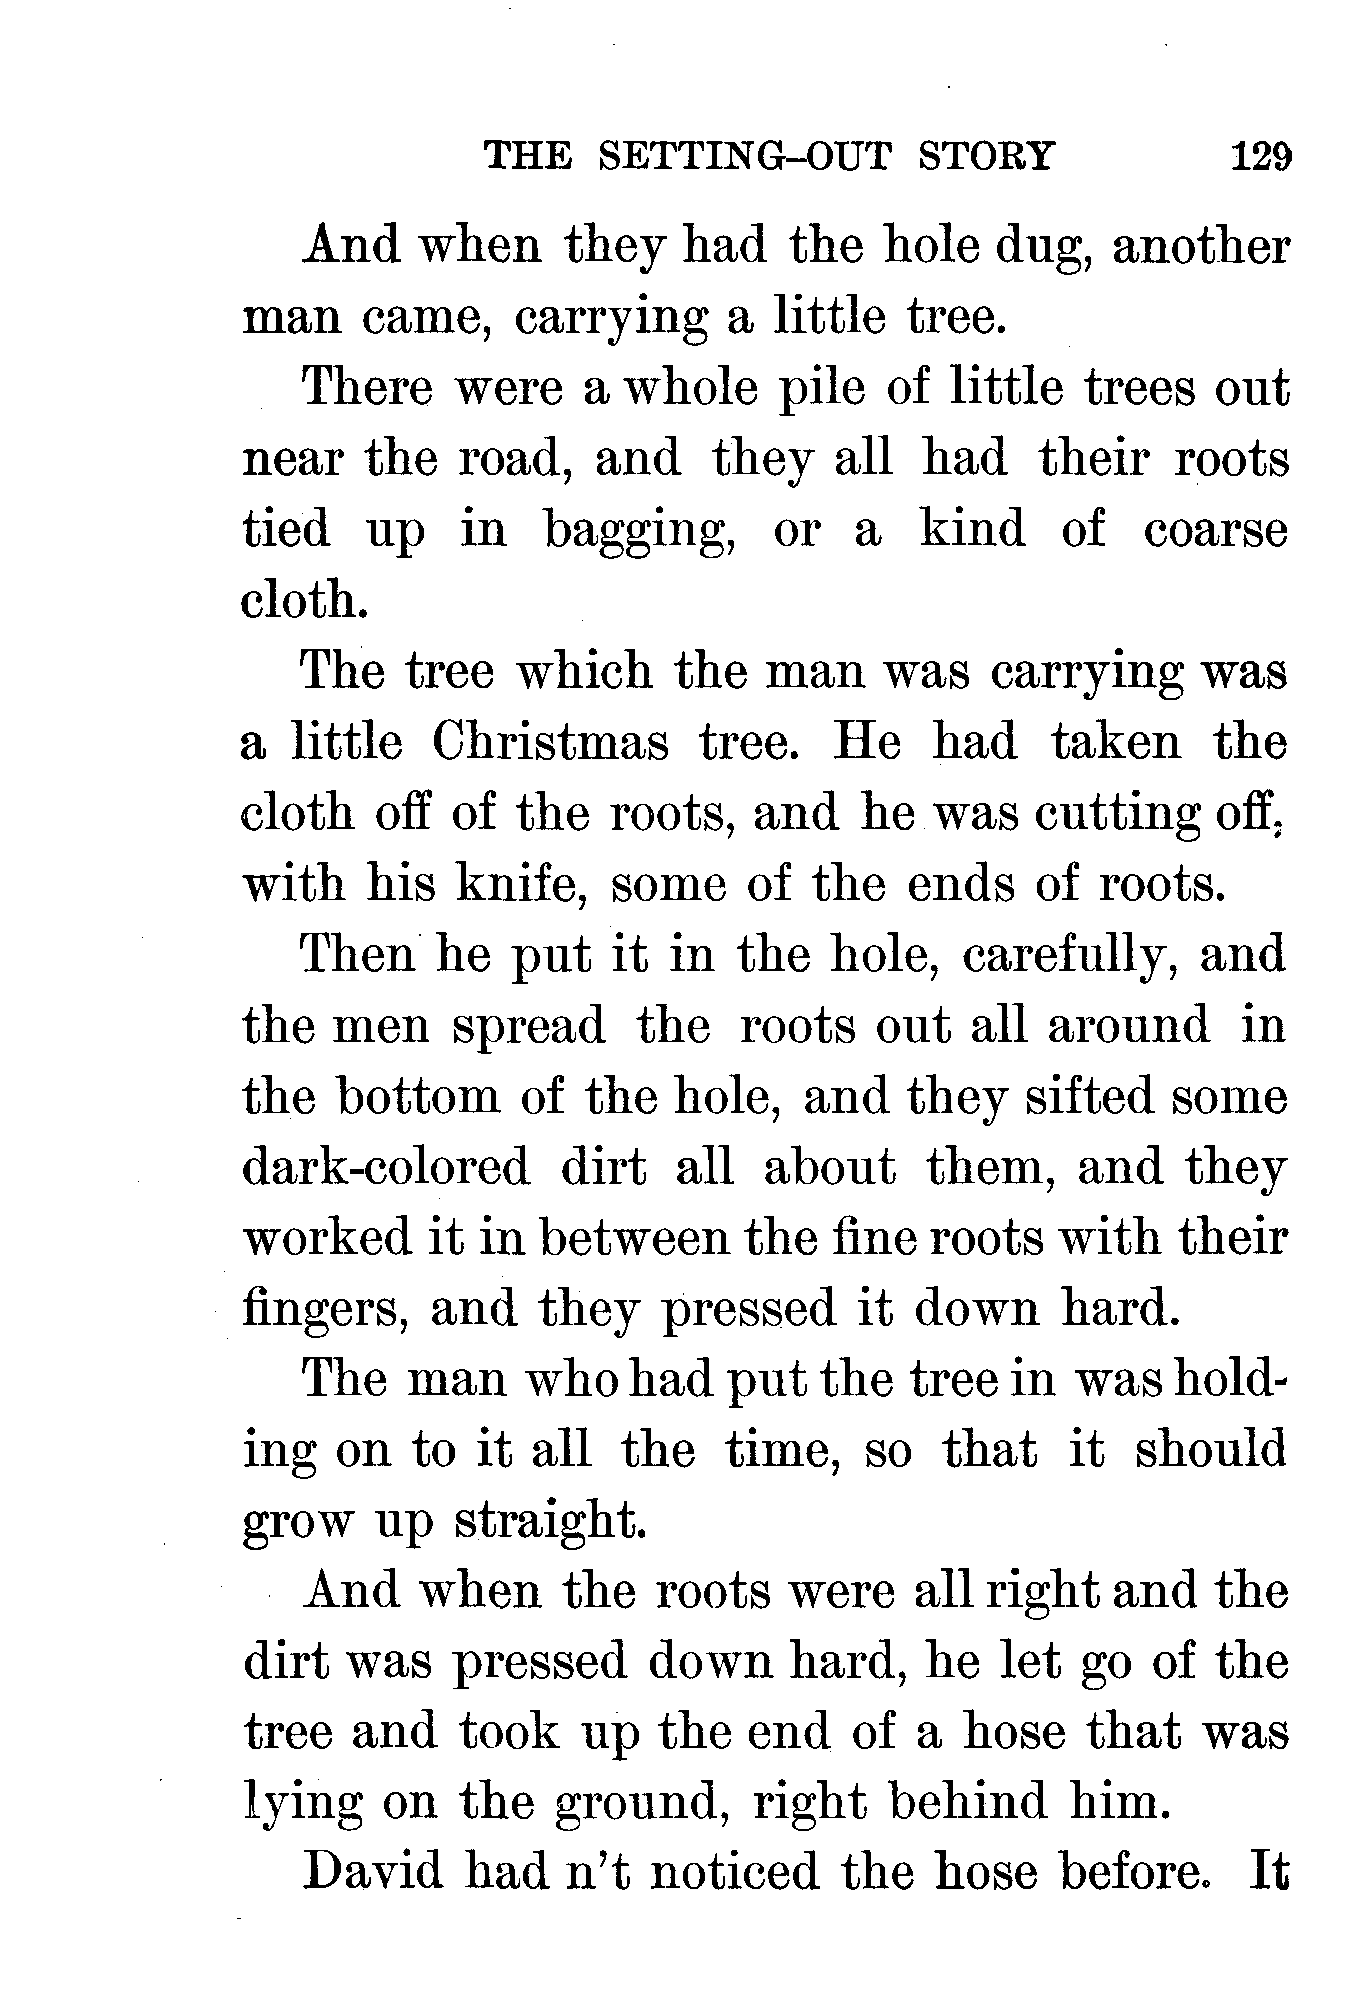 THE SETTING-OUT STORY 129
And when they had the hole dug, another
man came, carrying a little tree.
There were a whole pile of little trees out
near the road, and they all had their roots
tied up in bagging, or a kind of coarse
cloth.
The tree which the man was carrying was
a little Christmas tree. He had taken the
cloth off of the roots, and he was cutting off,
with his knife, some of the ends of roots.
Then he put it in the hole, carefully, and
the men spread the roots out all around in
the bottom of the hole, and they sifted some
dark-colored dirt all about them, and they
worked it in between the fine roots with their
fingers, and they pressed it down hard.
The man who had put the tree in was hold-
ing on to it all the time, so that it should
grow up straight.
And when the roots were all right and the
dirt was pressed down hard, he let go of the
tree and took up the end of a hose that was
lying on the ground, right behind him.
David had n't noticed the hose before. It